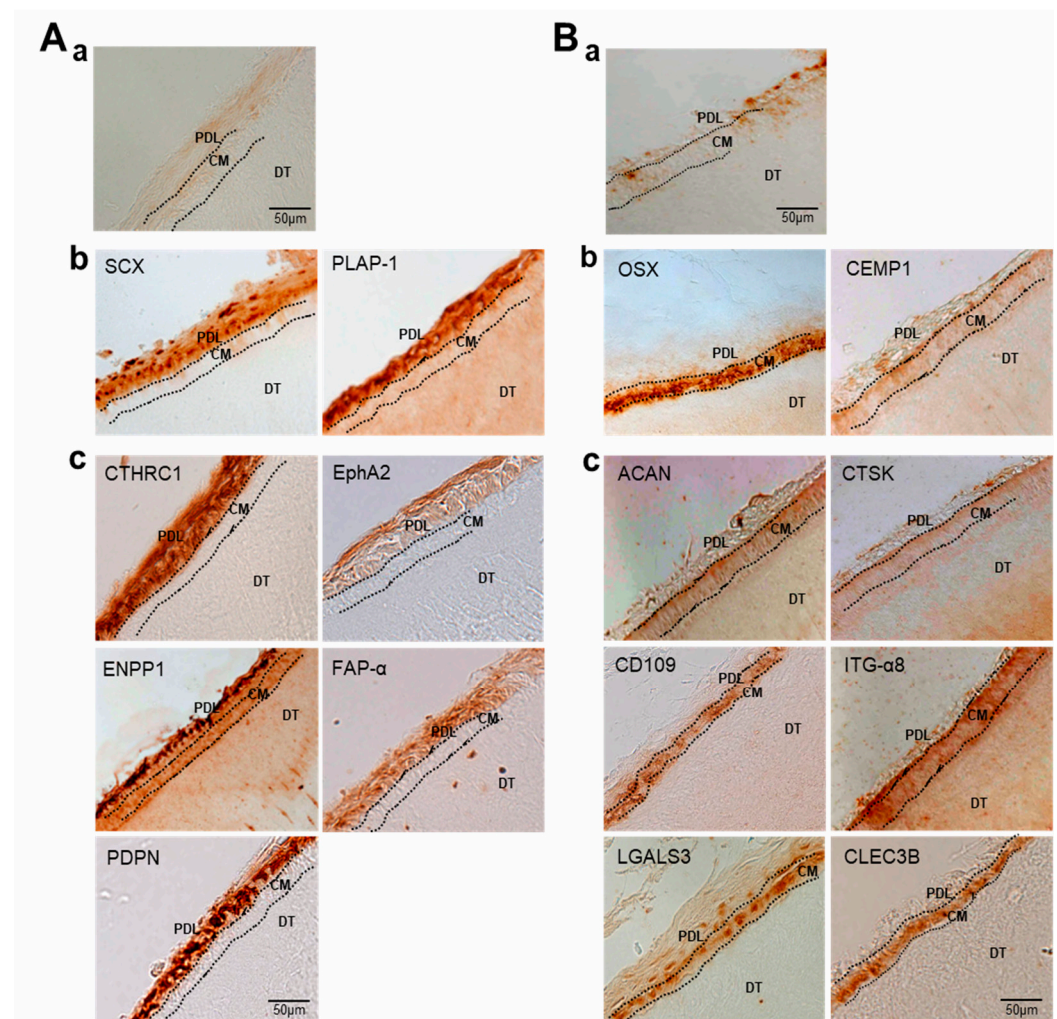 A
a
PDL
CM
DT
50μm
b
SCX
PDL
CM
DT
PLAP-1
PDL
CM
DT
c
CTHRC1
CM
PDL
DT
EphA2
CM
PDL
DT
ENPP1
PDL
CM
DT
FAP-α
CM
PDL
DT
PDPN
CM
PDL
DT
50μm
B
a
PDL
CM
DT
50μm
b
OSX
PDL
CM
DT
CEMP1
CM
PDL
DT
c
ACAN
PDL
CM
DT
CTSK
PDL
CM
DT
CD109
PDL
CM
DT
ITG-α8
CM
PDL
DT
LGALS3
CM
PDL
DT
CLEC3B
PDL
CM
DT
50μm